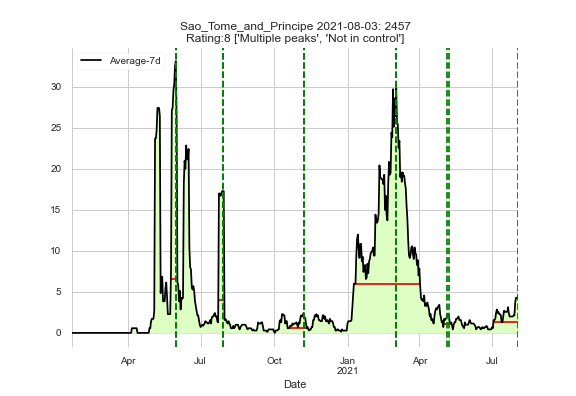 Sao_Tome_and_Principe 2021-08-03: 2457
Rating:8 ['Multiple peaks', 'Not in control']
Average-7d
30
25
20
15
10
5
0
Apr Jul Oct Jan Apr Jul
2021
Date